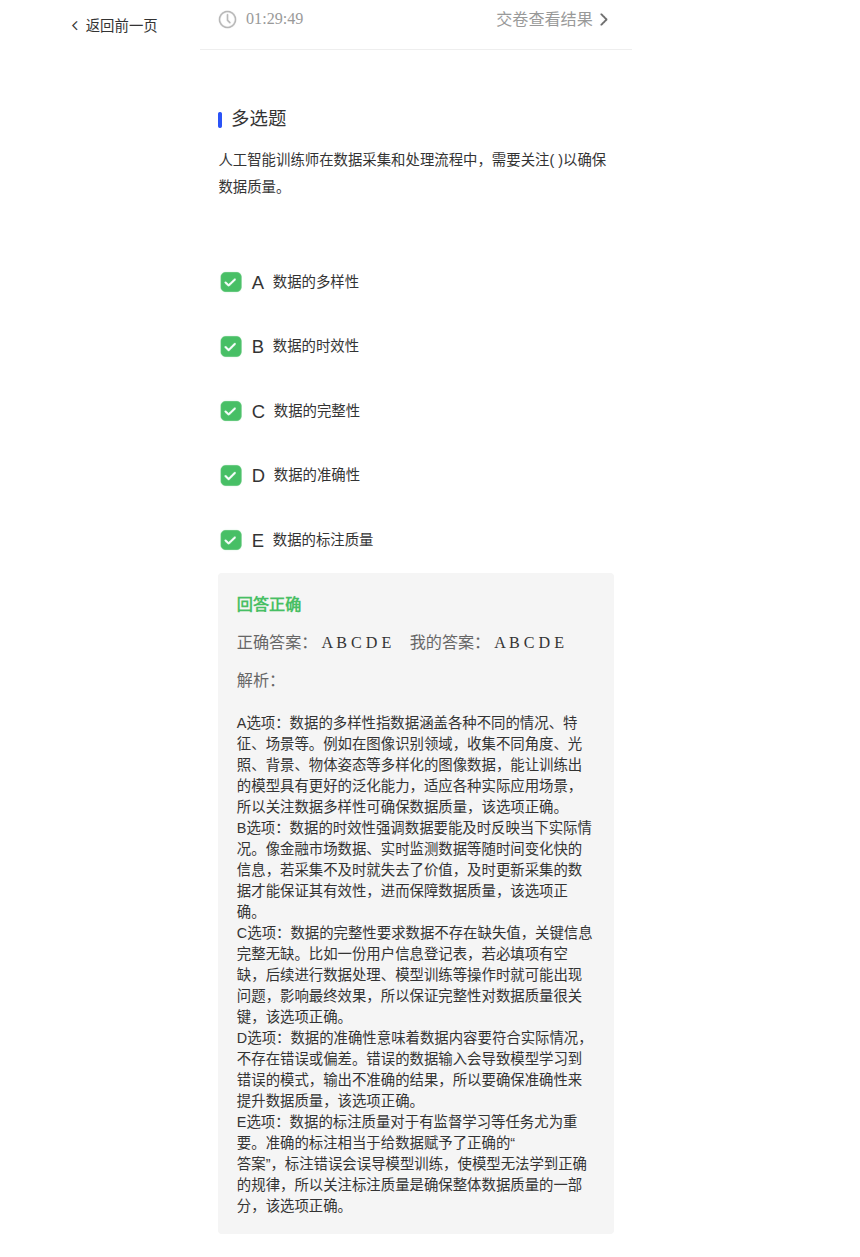 返回前一页
01:29:49
交卷查看结果
多选题
人工智能训练师在数据采集和处理流程中，需要关注( )以确保
数据质量。
A 数据的多样性
B 数据的时效性
C 数据的完整性
D 数据的准确性
E 数据的标注质量
回答正确
正确答案： A B C D E 我的答案： A B C D E
解析：
A选项：数据的多样性指数据涵盖各种不同的情况、特
征、场景等。例如在图像识别领域，收集不同角度、光
照、背景、物体姿态等多样化的图像数据，能让训练出
的模型具有更好的泛化能力，适应各种实际应用场景，
所以关注数据多样性可确保数据质量，该选项正确。
B选项：数据的时效性强调数据要能及时反映当下实际情
况。像金融市场数据、实时监测数据等随时间变化快的
信息，若采集不及时就失去了价值，及时更新采集的数
据才能保证其有效性，进而保障数据质量，该选项正
确。
C选项：数据的完整性要求数据不存在缺失值，关键信息
完整无缺。比如一份用户信息登记表，若必填项有空
缺，后续进行数据处理、模型训练等操作时就可能出现
问题，影响最终效果，所以保证完整性对数据质量很关
键，该选项正确。
D选项：数据的准确性意味着数据内容要符合实际情况，
不存在错误或偏差。错误的数据输入会导致模型学习到
错误的模式，输出不准确的结果，所以要确保准确性来
提升数据质量，该选项正确。
E选项：数据的标注质量对于有监督学习等任务尤为重
要。准确的标注相当于给数据赋予了正确的“
答案”，标注错误会误导模型训练，使模型无法学到正确
的规律，所以关注标注质量是确保整体数据质量的一部
分，该选项正确。